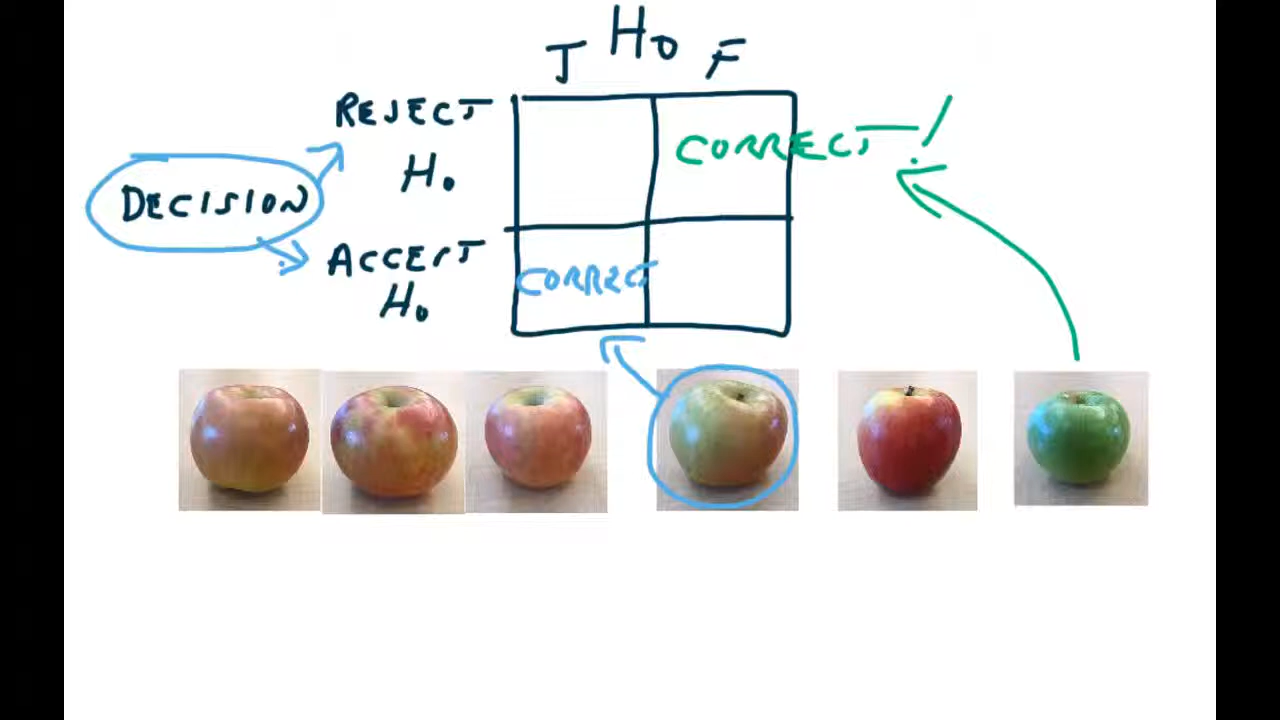 H0
T F
REJECT
H0
CORRECT!
DECISION
ACCEPT
H0
CORRECT